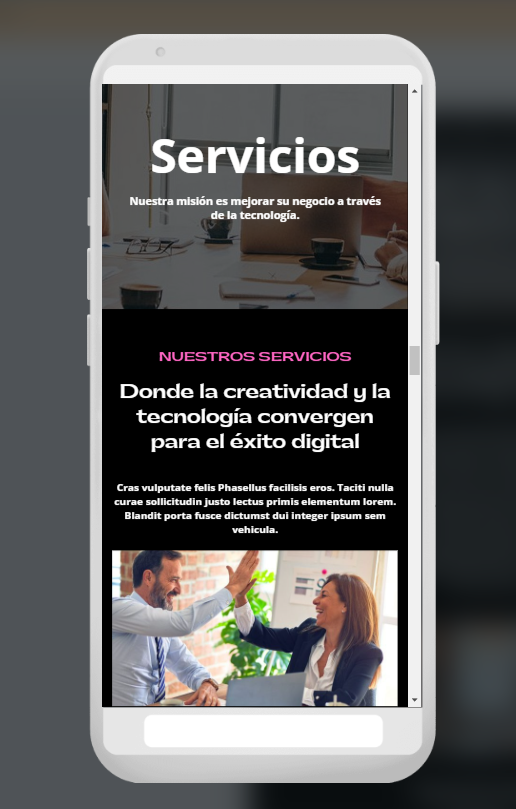 Servicios
Nuestra misión es mejorar su negocio a través
de la tecnología.
NUESTROS SERVICIOS
Donde la creatividad y la
tecnología convergen
para el éxito digital
Cras vulputate felis Phasellus facilisis eros. Taciti nulla
curae sollicitudin justo lectus primis elementum lorem.
Blandit porta fusce dictumst dui integer ipsum sem
vehicula.